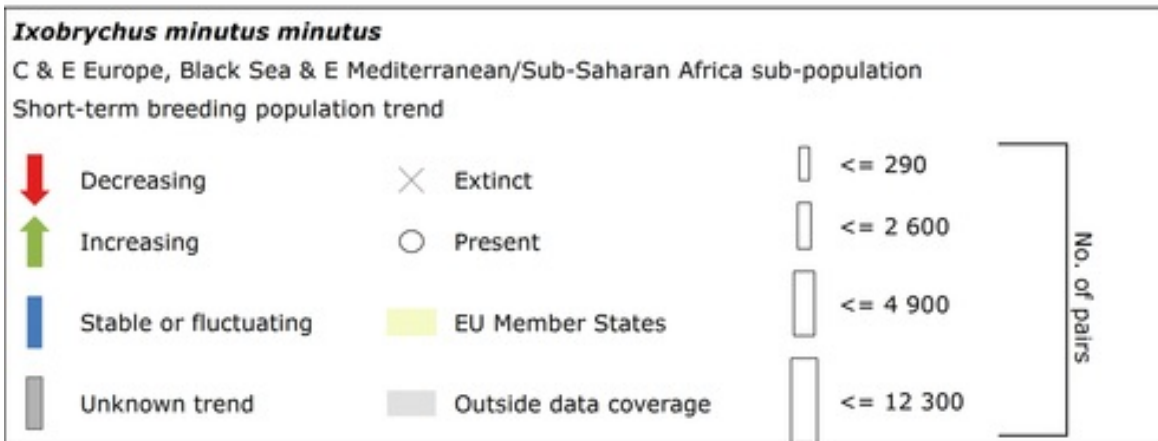 Ixobrychus minutus minutus
C & E Europe, Black Sea & E Mediterranean/Sub-Saharan Africa sub-population
Short-term breeding population trend
Decreasing
Extinct
<= 290
Increasing
Present
<= 2 600
Stable or fluctuating
EU Member States
<= 4 900
Unknown trend
Outside data coverage
<= 12 300
No. of pairs